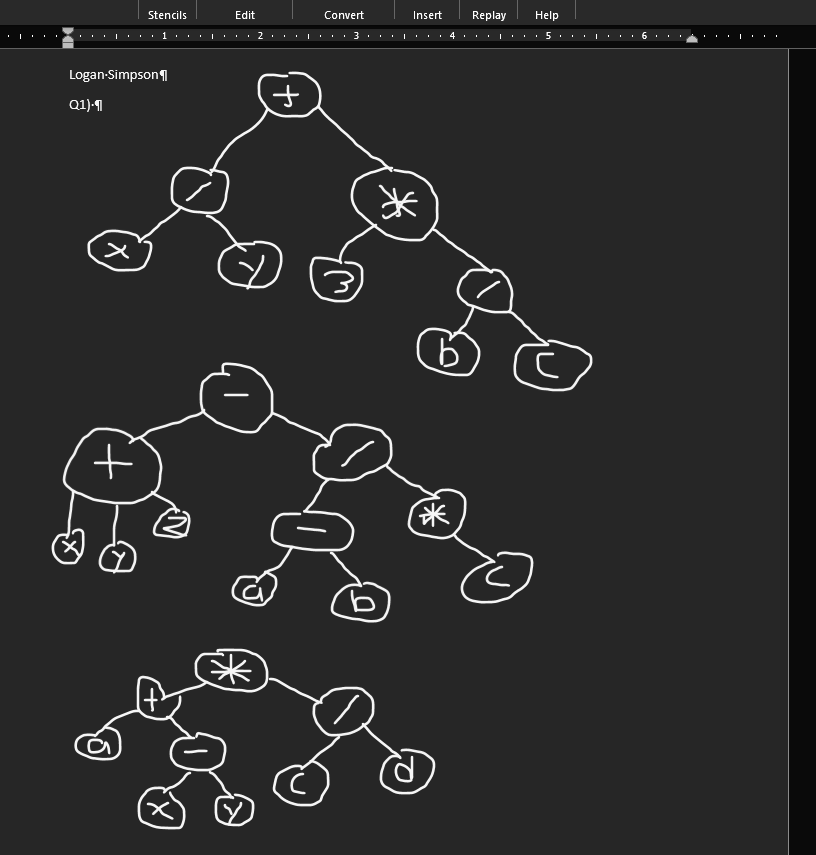 Stencils Edit Convert Insert Replay Help
1 2 3 4 5 6
Logan·Simpson¶
Q1)·¶
+
/ *
x y 3 /
b c
-
+ /
x y z - *
a b c
*
+ /
a - c d
x y